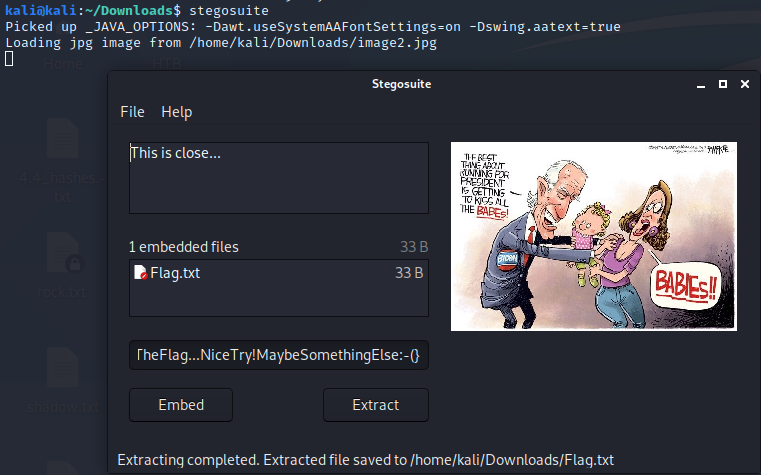 kali@kali:~/Downloads$ stegosuite
Picked up _JAVA_OPTIONS: -Dawt.useSystemAAFontSettings=on -Dswing.aatext=true
Loading jpg image from /home/kali/Downloads/image2.jpg
Home
Stegosuite
File Help
This is close...
THE BEST
THING ABOUT
RUNNING FOR
PRESIDENT
IS GETTING
TO KISS ALL
THE BABES!
BIDEN
BABIES!!
1 embedded files 33 B
Flag.txt 33 B
TheFlag...NiceTry!MaybeSomethingElse:-(}
Embed Extract
Extracting completed. Extracted file saved to /home/kali/Downloads/Flag.txt
rock.txt